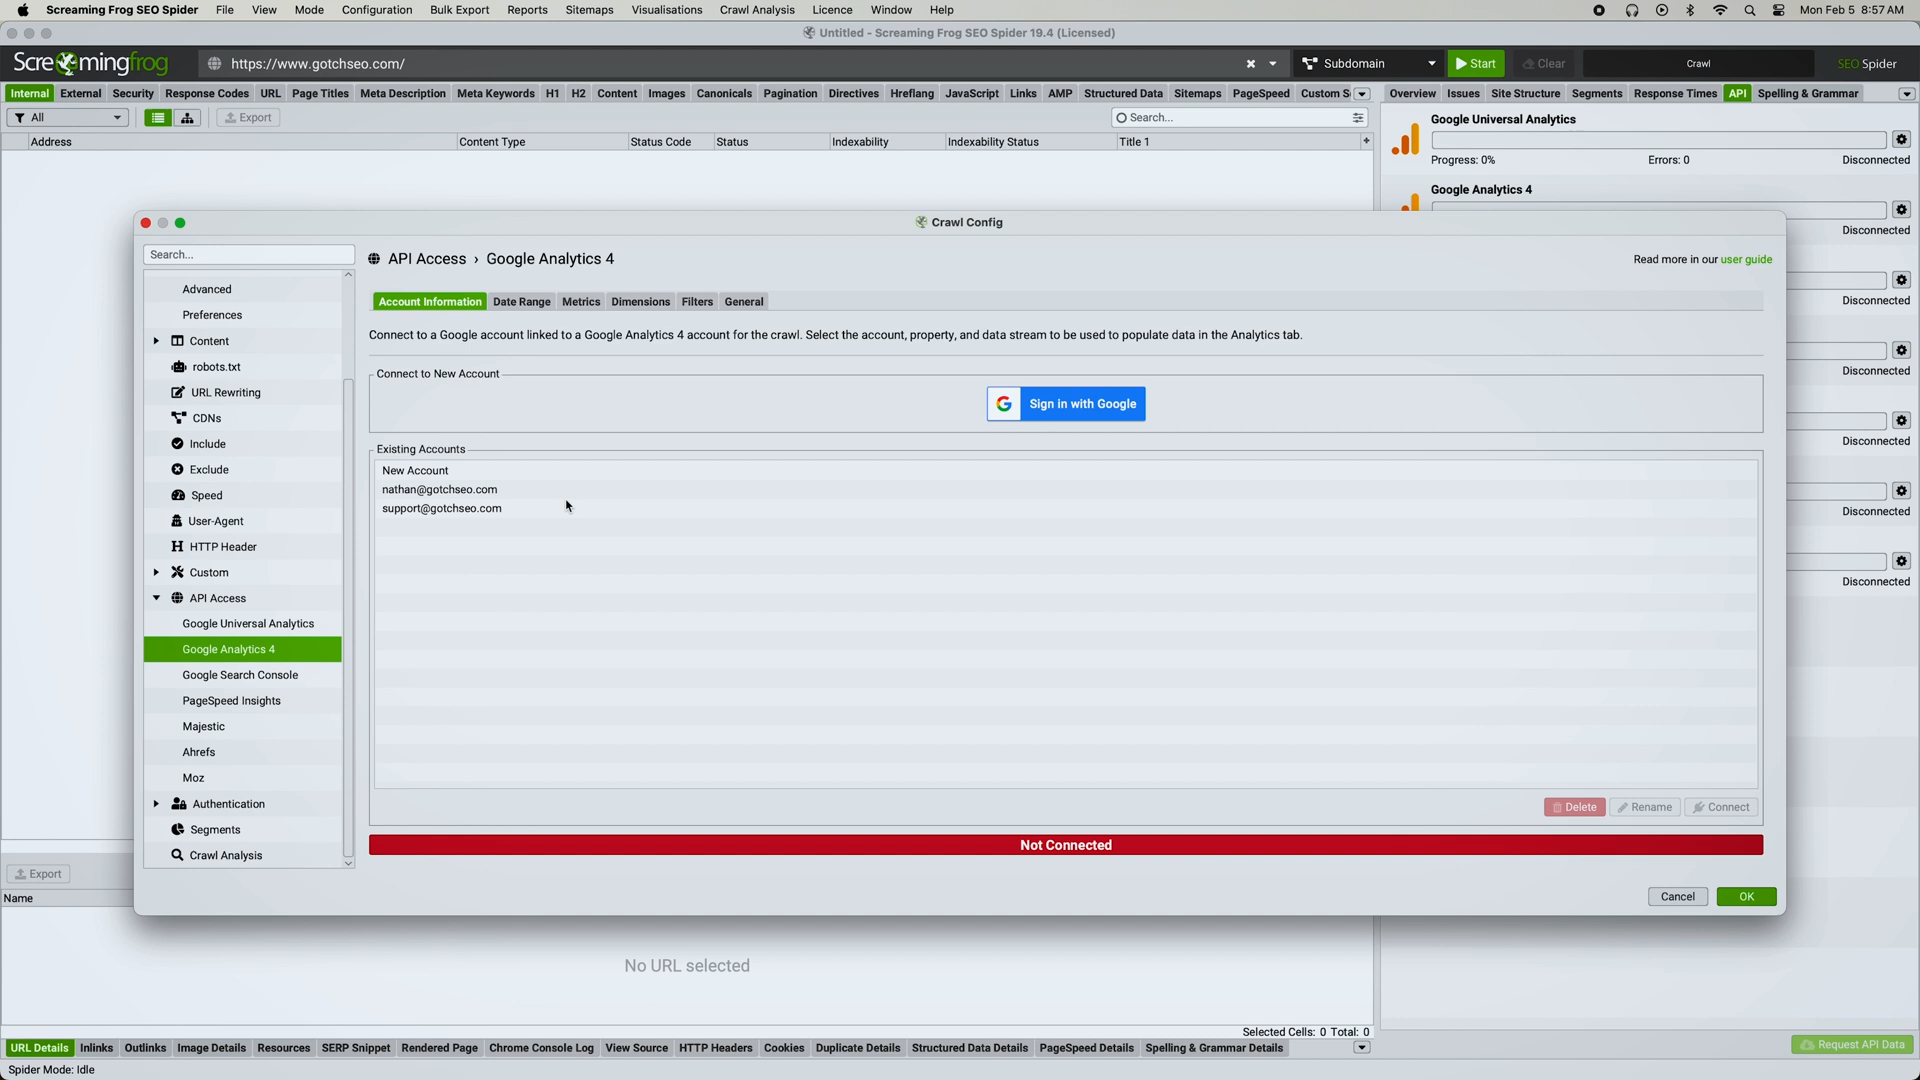 Screaming Frog SEO Spider File View Mode Configuration Bulk Export Reports Sitemaps Visualisations Crawl Analysis Licence Window Help Mon Feb 5 8:57 AM
Untitled - Screaming Frog SEO Spider 19.4 (Licensed)
Screamingfrog https://www.gotchseo.com/ Subdomain Start Clear Crawl SEO Spider
Internal External Security Response Codes URL Page Titles Meta Description Meta Keywords H1 H2 Content Images Canonicals Pagination Directives Hreflang JavaScript Links AMP Structured Data Sitemaps PageSpeed Custom S Overview Issues Site Structure Segments Response Times API Spelling & Grammar
All Export Search...
Address Content Type Status Code Status Indexability Indexability Status Title 1 +
Google Universal Analytics
Progress: 0% Errors: 0 Disconnected
Google Analytics 4
Disconnected
Disconnected
Disconnected
Disconnected
Disconnected
Disconnected
Crawl Config
Search...
Advanced
Preferences
Content
robots.txt
URL Rewriting
CDNs
Include
Exclude
Speed
User-Agent
HTTP Header
Custom
API Access
Google Universal Analytics
Google Analytics 4
Google Search Console
PageSpeed Insights
Majestic
Ahrefs
Moz
Authentication
Segments
Crawl Analysis
API Access › Google Analytics 4
Read more in our user guide
Account Information Date Range Metrics Dimensions Filters General
Connect to a Google account linked to a Google Analytics 4 account for the crawl. Select the account, property, and data stream to be used to populate data in the Analytics tab.
Connect to New Account
Sign in with Google
Existing Accounts
New Account
nathan@gotchseo.com
support@gotchseo.com
Delete Rename Connect
Not Connected
Cancel OK
Export
Name
No URL selected
Selected Cells: 0 Total: 0
URL Details Inlinks Outlinks Image Details Resources SERP Snippet Rendered Page Chrome Console Log View Source HTTP Headers Cookies Duplicate Details Structured Data Details PageSpeed Details Spelling & Grammar Details
Request API Data
Spider Mode: Idle